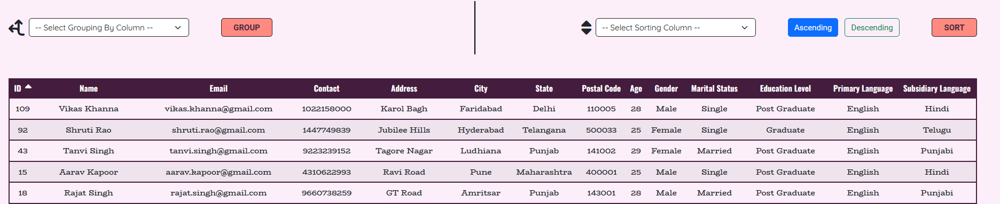 -- Select Grouping By Column -- GROUP -- Select Sorting Column -- Ascending Descending SORT
ID Name Email Contact Address City State Postal Code Age Gender Marital Status Education Level Primary Language Subsidiary Language
109 Vikas Khanna vikas.khanna@gmail.com 1022158000 Karol Bagh Faridabad Delhi 110005 28 Male Single Post Graduate English Hindi
92 Shruti Rao shruti.rao@gmail.com 1447749839 Jubilee Hills Hyderabad Telangana 500033 25 Female Single Graduate English Telugu
43 Tanvi Singh tanvi.singh@gmail.com 9223239152 Tagore Nagar Ludhiana Punjab 141002 29 Female Married Post Graduate English Punjabi
15 Aarav Kapoor aarav.kapoor@gmail.com 4310622993 Ravi Road Pune Maharashtra 400001 25 Male Single Post Graduate English Hindi
18 Rajat Singh rajat.singh@gmail.com 9660738259 GT Road Amritsar Punjab 143001 28 Male Married Post Graduate English Punjabi